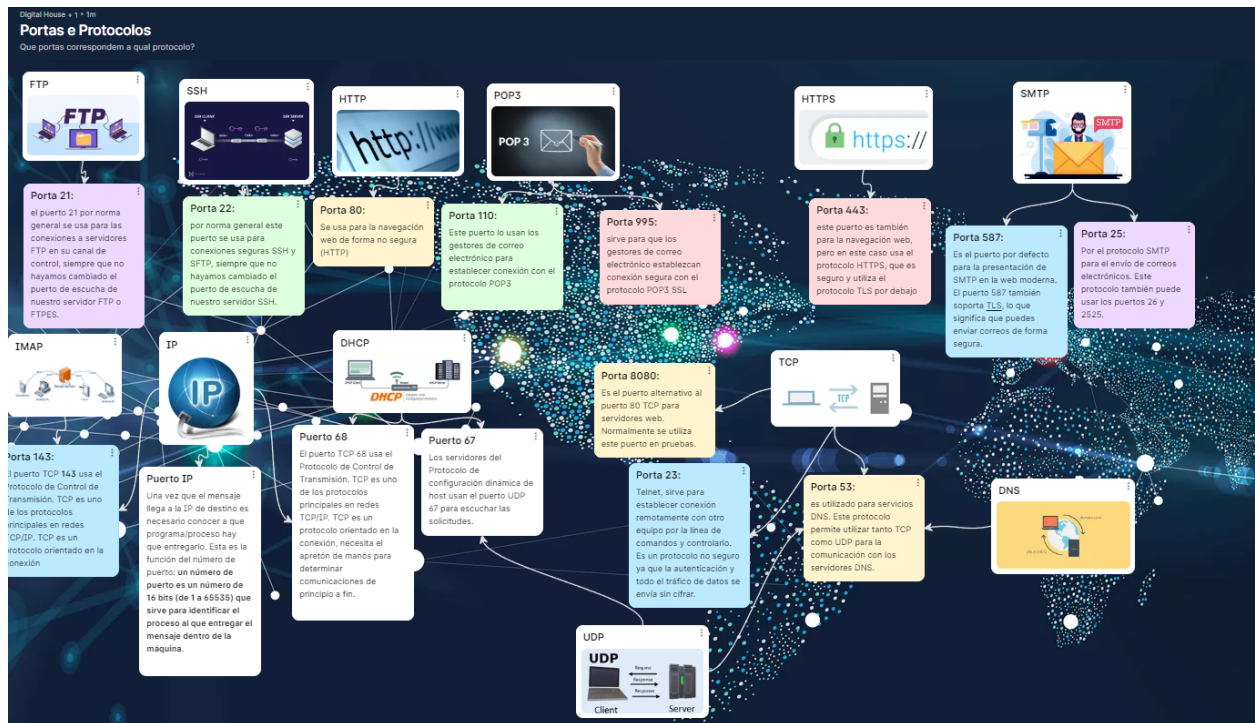 Digital House + 1 • 1m
Portas e Protocolos
Que portas correspondem a qual protocolo?
FTP
FTP
Porta 21:
el puerto 21 por norma
general se usa para las
conexiones a servidores
FTP en su canal de
control, siempre que no
hayamos cambiado el
puerto de escucha de
nuestro servidor FTP o
FTPES.
SSH
SSH CLIENT
SSH SERVER
Porta 22:
por norma general este
puerto se usa para
conexiones seguras SSH y
SFTP, siempre que no
hayamos cambiado el
puerto de escucha de
nuestro servidor SSH.
HTTP
http://www
Porta 80:
Se usa para la navegación
web de forma no segura
(HTTP)
POP3
POP 3
Porta 110:
Este puerto lo usan los
gestores de correo
electrónico para
establecer conexión con el
protocolo POP3
Porta 995:
sirve para que los
gestores de correo
electrónico establezcan
conexión segura con el
protocolo POP3 SSL
HTTPS
https://
Porta 443:
este puerto es también
para la navegación web,
pero en este caso usa el
protocolo HTTPS, que es
seguro y utiliza el
protocolo TLS por debajo
SMTP
SMTP
Porta 587:
Es el puerto por defecto
para la presentación de
SMTP en la web moderna.
El puerto 587 también
soporta TLS, lo que
significa que puedes
enviar correos de forma
segura.
Porta 25:
Por el protocolo SMTP
para el envío de correos
electrónicos. Este
protocolo también puede
usar los puertos 26 y
2525.
IMAP
Porta 143:
El puerto TCP 143 usa el
Protocolo de Control de
Transmisión. TCP es uno
de los protocolos
principales en redes
TCP/IP. TCP es un
protocolo orientado en la
conexión
IP
IP
Puerto IP
Una vez que el mensaje
llega a la IP de destino es
necesario conocer a que
programa/proceso hay
que entregarlo. Esta es la
función del número de
puerto: un número de
puerto es un número de
16 bits (de 1 a 65535) que
sirve para identificar el
proceso al que entregar el
mensaje dentro de la
máquina.
DHCP
DHCP Client
DHCP Server
DHCP
Puerto 68
El puerto TCP 68 usa el
Protocolo de Control de
Transmisión. TCP es uno
de los protocolos
principales en redes
TCP/IP. TCP es un
protocolo orientado en la
conexión, necesita el
apretón de manos para
determinar
comunicaciones de
principio a fin.
Puerto 67
Los servidores del
Protocolo de
configuración dinámica de
host usan el puerto UDP
67 para escuchar las
solicitudes.
Porta 8080:
Es el puerto alternativo al
puerto 80 TCP para
servidores web.
Normalmente se utiliza
este puerto en pruebas.
TCP
TCP
Porta 23:
Telnet, sirve para
establecer conexión
remotamente con otro
equipo por la línea de
comandos y controlarlo.
Es un protocolo no seguro
ya que la autenticación y
todo el tráfico de datos se
envía sin cifrar.
Porta 53:
es utilizado para servicios
DNS. Este protocolo
permite utilizar tanto TCP
como UDP para la
comunicación con los
servidores DNS.
DNS
UDP
UDP
Request
Response
Response
Client
Server